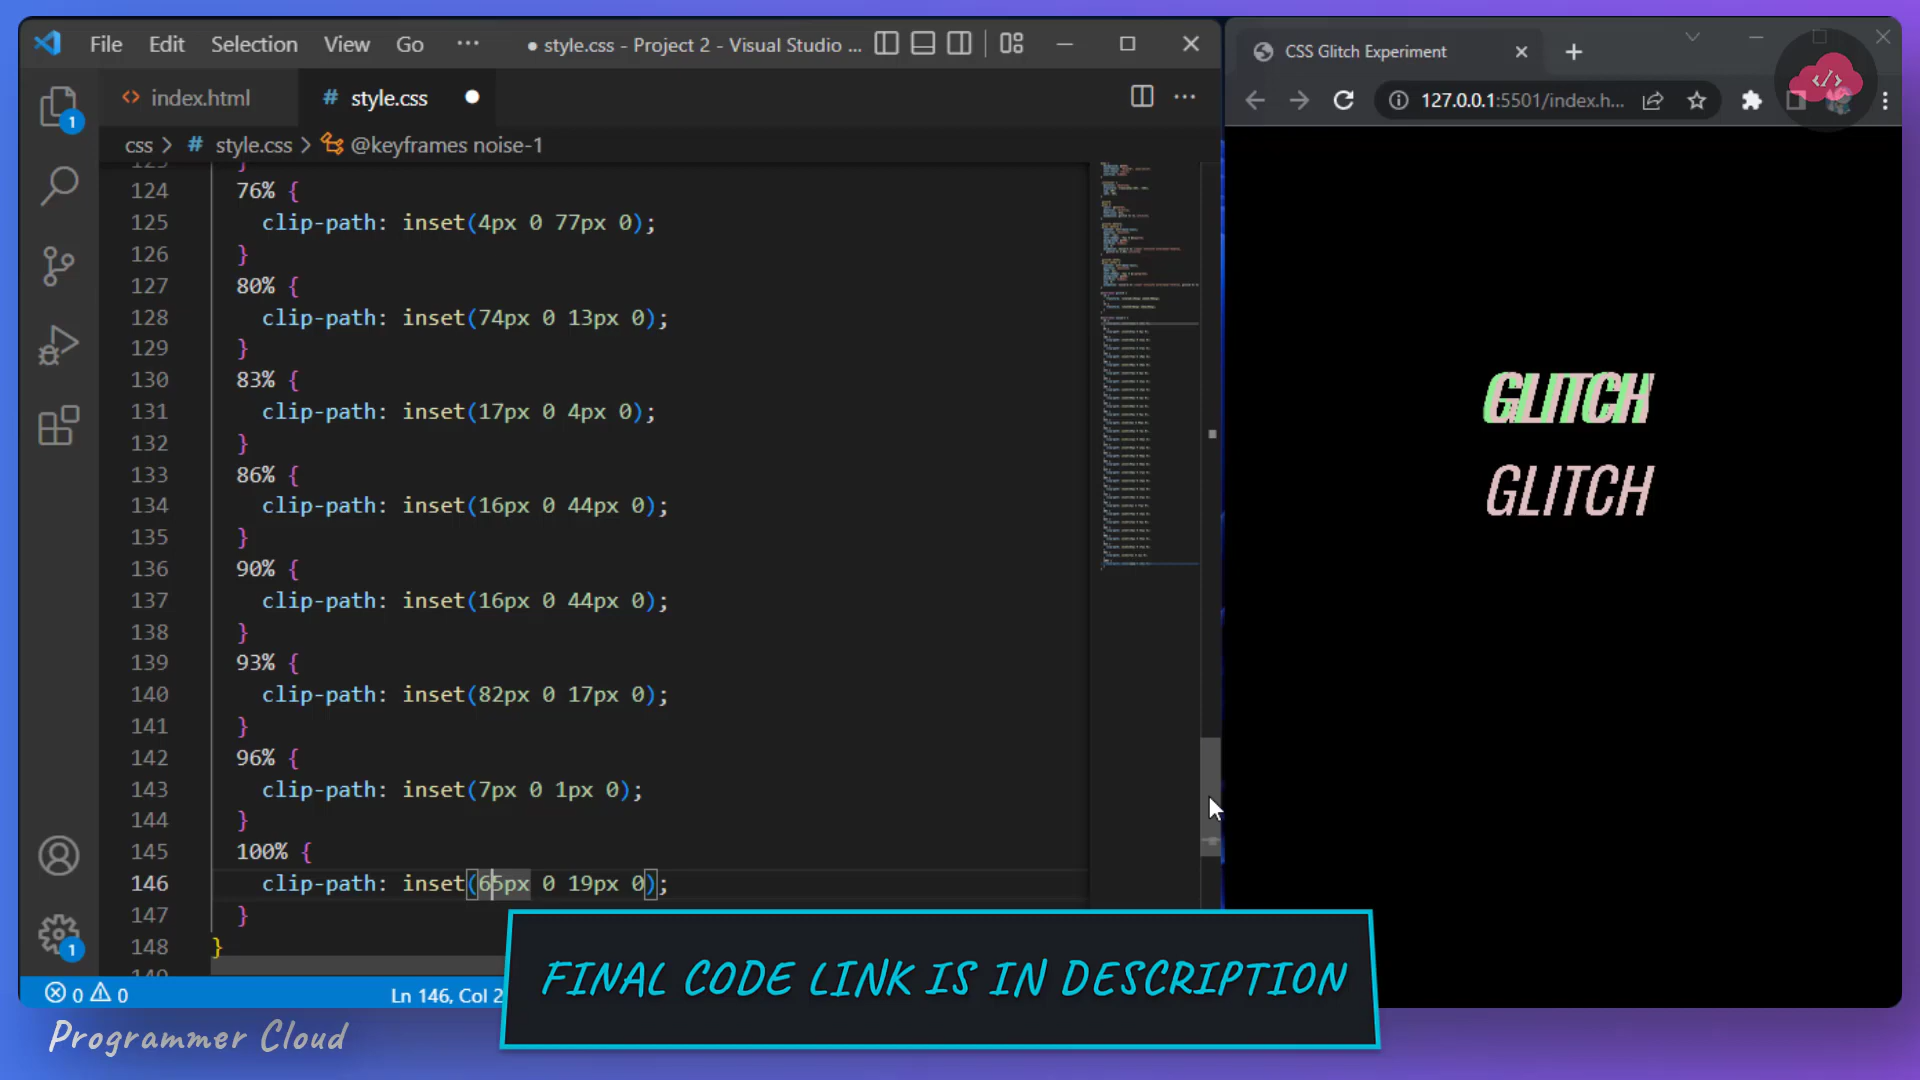 File Edit Selection View Go ··· ● style.css - Project 2 - Visual Studio ...
index.html # style.css ●
css > # style.css > @keyframes noise-1
124 76% {
125 clip-path: inset(4px 0 77px 0);
126 }
127 80% {
128 clip-path: inset(74px 0 13px 0);
129 }
130 83% {
131 clip-path: inset(17px 0 4px 0);
132 }
133 86% {
134 clip-path: inset(16px 0 44px 0);
135 }
136 90% {
137 clip-path: inset(16px 0 44px 0);
138 }
139 93% {
140 clip-path: inset(82px 0 17px 0);
141 }
142 96% {
143 clip-path: inset(7px 0 1px 0);
144 }
145 100% {
146 clip-path: inset(65px 0 19px 0);
147 }
148 }
1
1
0 0 Ln 146, Col 2
CSS Glitch Experiment
127.0.0.1:5501/index.h...
</>
GLITCH
GLITCH
FINAL CODE LINK IS IN DESCRIPTION
Programmer Cloud